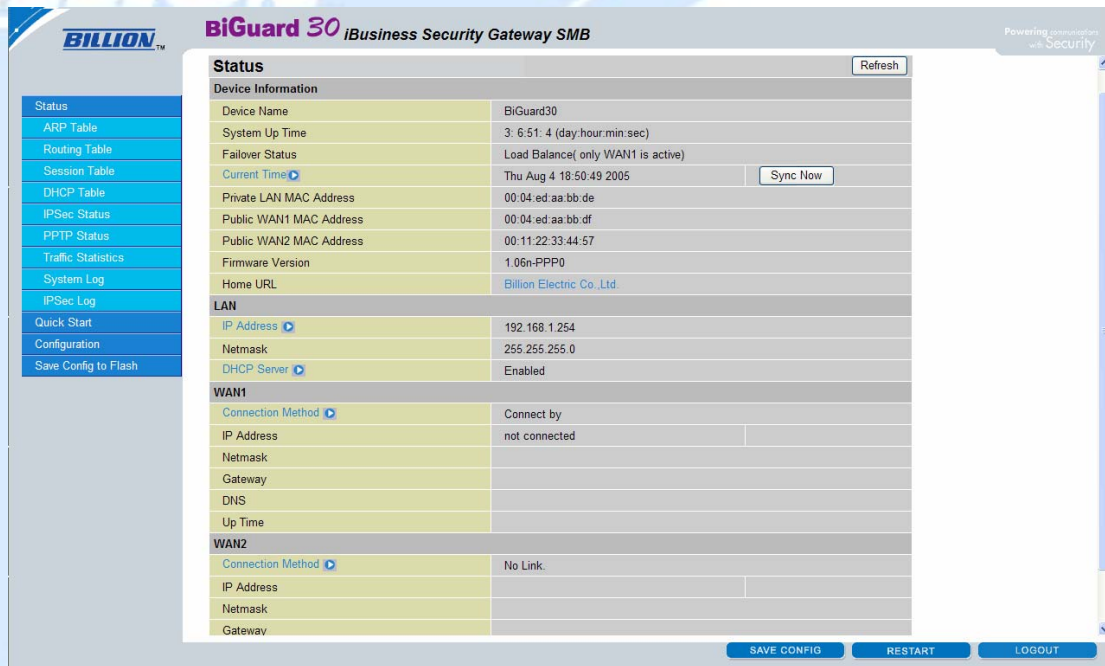 BILLION TM
BiGuard 30 iBusiness Security Gateway SMB
Powering communications
with Security
Status
ARP Table
Routing Table
Session Table
DHCP Table
IPSec Status
PPTP Status
Traffic Statistics
System Log
IPSec Log
Quick Start
Configuration
Save Config to Flash
Status Refresh
Device Information
Device Name BiGuard30
System Up Time 3: 6:51: 4 (day:hour:min:sec)
Failover Status Load Balance( only WAN1 is active)
Current Time Thu Aug 4 18:50:49 2005 Sync Now
Private LAN MAC Address 00:04:ed:aa:bb:de
Public WAN1 MAC Address 00:04:ed:aa:bb:df
Public WAN2 MAC Address 00:11:22:33:44:57
Firmware Version 1.06n-PPP0
Home URL Billion Electric Co.,Ltd.
LAN
IP Address 192.168.1.254
Netmask 255.255.255.0
DHCP Server Enabled
WAN1
Connection Method Connect by
IP Address not connected
Netmask
Gateway
DNS
Up Time
WAN2
Connection Method No Link.
IP Address
Netmask
Gateway
SAVE CONFIG RESTART LOGOUT